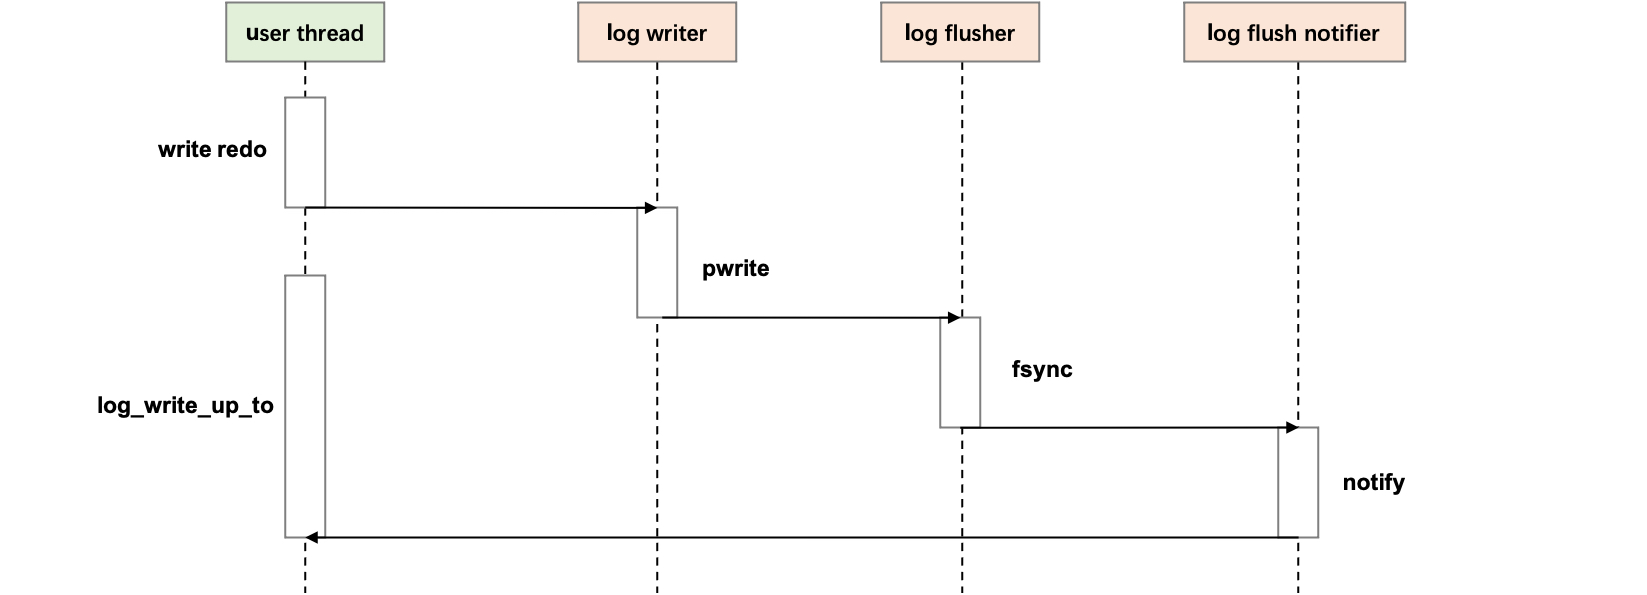 user thread
log writer
log flusher
log flush notifier
write redo
pwrite
fsync
log_write_up_to
notify